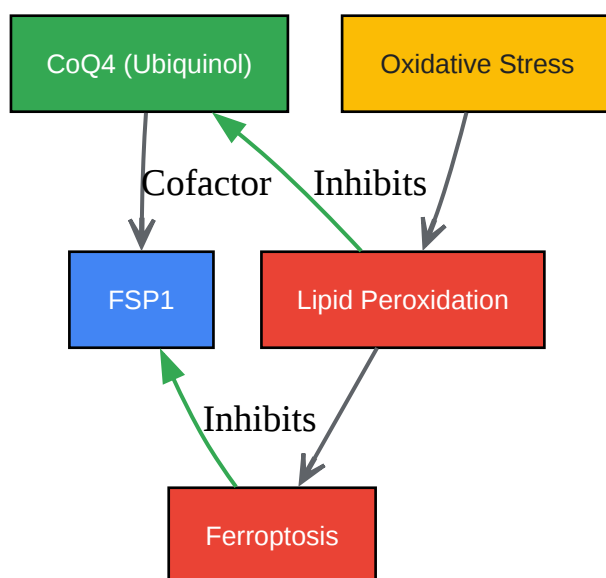 CoQ4 (Ubiquinol)
Oxidative Stress
Cofactor
Inhibits
FSP1
Lipid Peroxidation
Inhibits
Ferroptosis